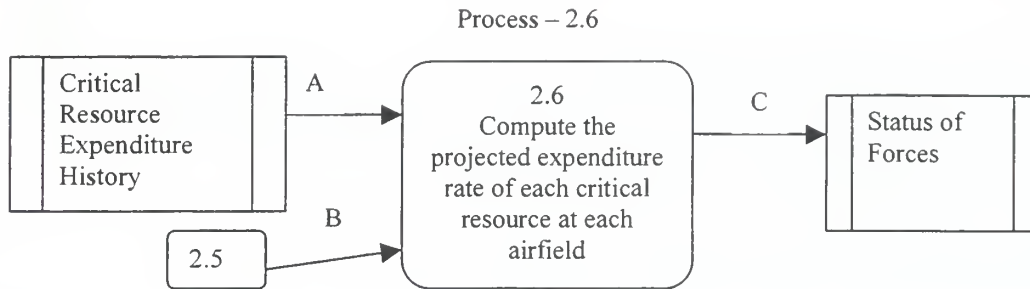 Process – 2.6
Critical
Resource
Expenditure
History
A
2.6
Compute the
projected expenditure
rate of each critical
resource at each
airfield
C
Status of
Forces
B
2.5